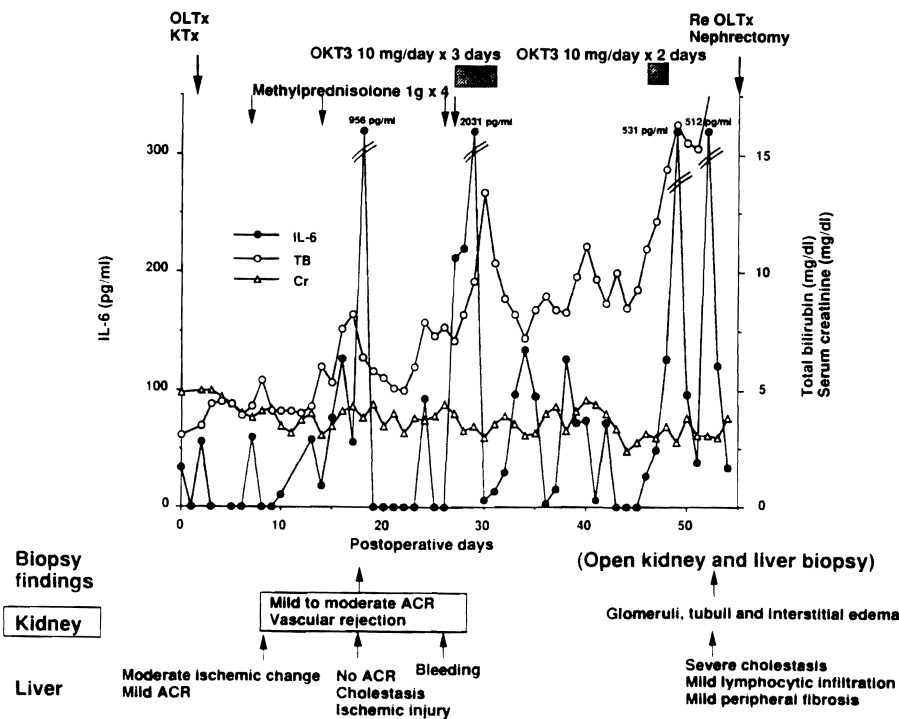 OLTx
KTx
Re OLTx
Nephrectomy
OKT3 10 mg/day x 3 days
OKT3 10 mg/day x 2 days
Methylprednisolone 1g x 4
956 pg/ml
2031 pg/ml
531 pg/ml
512 pg/ml
300
200
100
0
15
10
5
0
IL-6
TB
Cr
IL-6 (pg/ml)
Total bilirubin (mg/dl)
Serum creatinine (mg/dl)
0
10
20
30
40
50
Postoperative days
Biopsy
findings
(Open kidney and liver biopsy)
Kidney
Mild to moderate ACR
Vascular rejection
Glomeruli, tubuli and interstitial edema
Liver
Moderate ischemic change
Mild ACR
No ACR
Cholestasis
Ischemic injury
Bleeding
Severe cholestasis
Mild lymphocytic infiltration
Mild peripheral fibrosis